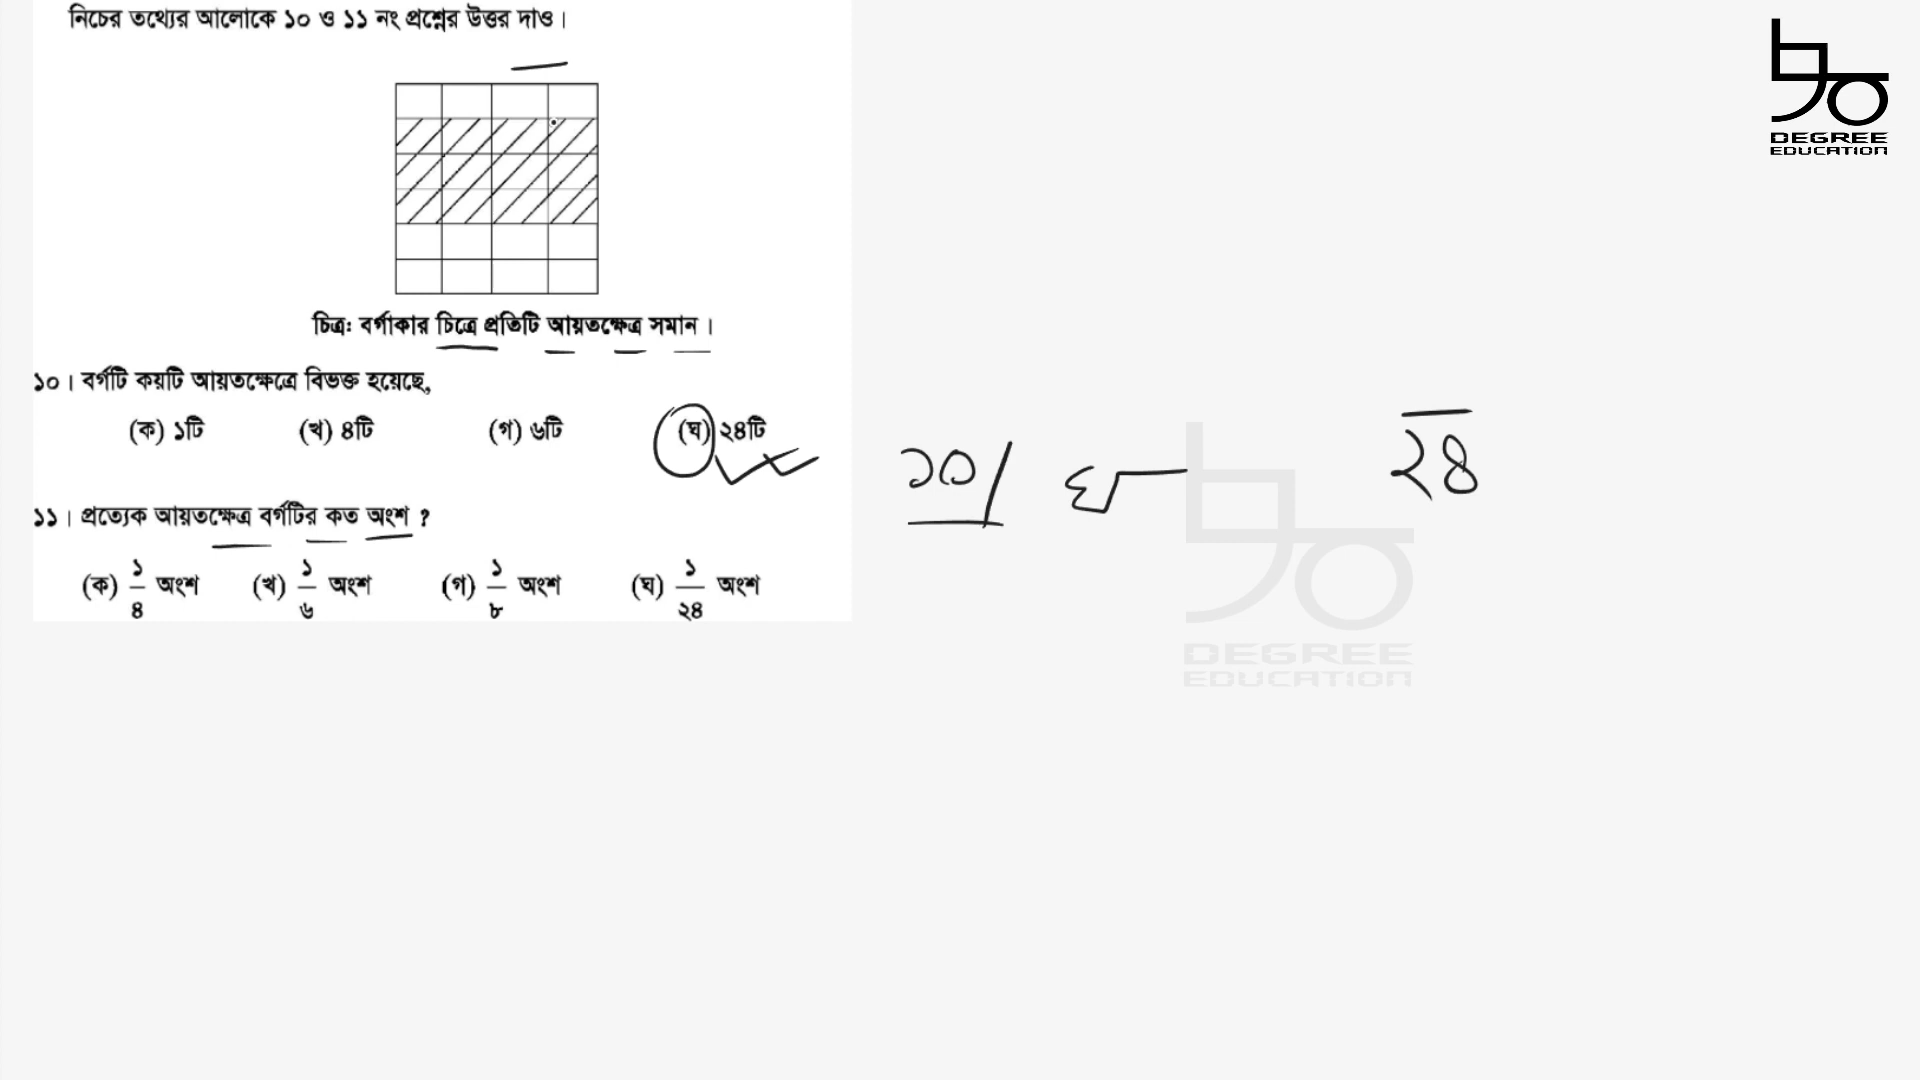 নিচের তথ্যের আলোকে ১০ ও ১১ নং প্রশ্নের উত্তর দাও।
চিত্র: বর্গাকার চিত্রে প্রতিটি আয়তক্ষেত্র সমান।
১০। বর্গটি কয়টি আয়তক্ষেত্রে বিভক্ত হয়েছে,
(ক) ১টি (খ) ৪টি (গ) ৬টি (ঘ) ২৪টি
১০/ ঘ ২৪
১১। প্রত্যেক আয়তক্ষেত্র বর্গটির কত অংশ ?
(ক) ১/৪ অংশ (খ) ১/৬ অংশ (গ) ১/৮ অংশ (ঘ) ১/২৪ অংশ
DEGREE
EDUCATION
DEGREE
EDUCATION